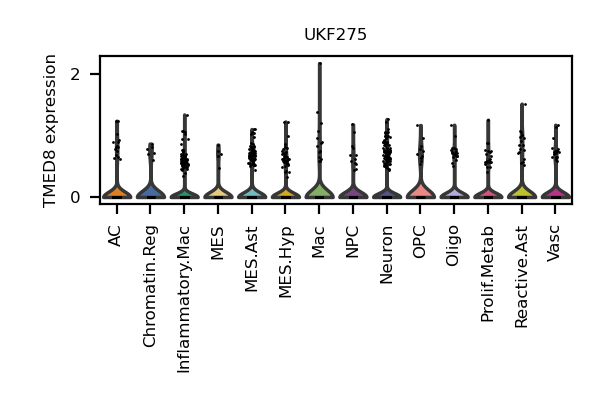 UKF275
TMED8 expression
2
0
AC
Chromatin.Reg
Inflammatory.Mac
MES
MES.Ast
MES.Hyp
Mac
NPC
Neuron
OPC
Oligo
Prolif.Metab
Reactive.Ast
Vasc